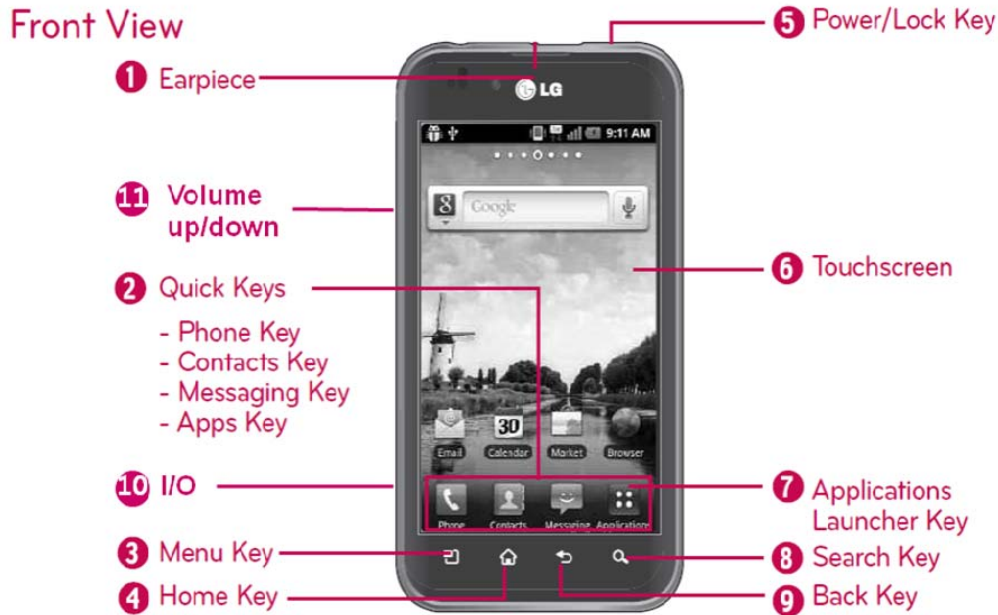 Front View
1 Earpiece
11 Volume
up/down
2 Quick Keys
- Phone Key
- Contacts Key
- Messaging Key
- Apps Key
10 I/O
3 Menu Key
4 Home Key
5 Power/Lock Key
6 Touchscreen
7 Applications
Launcher Key
8 Search Key
9 Back Key
LG
9:11 AM
8 Google
Email 30 Calendar Market Browser
Phone Contacts Messaging Applications